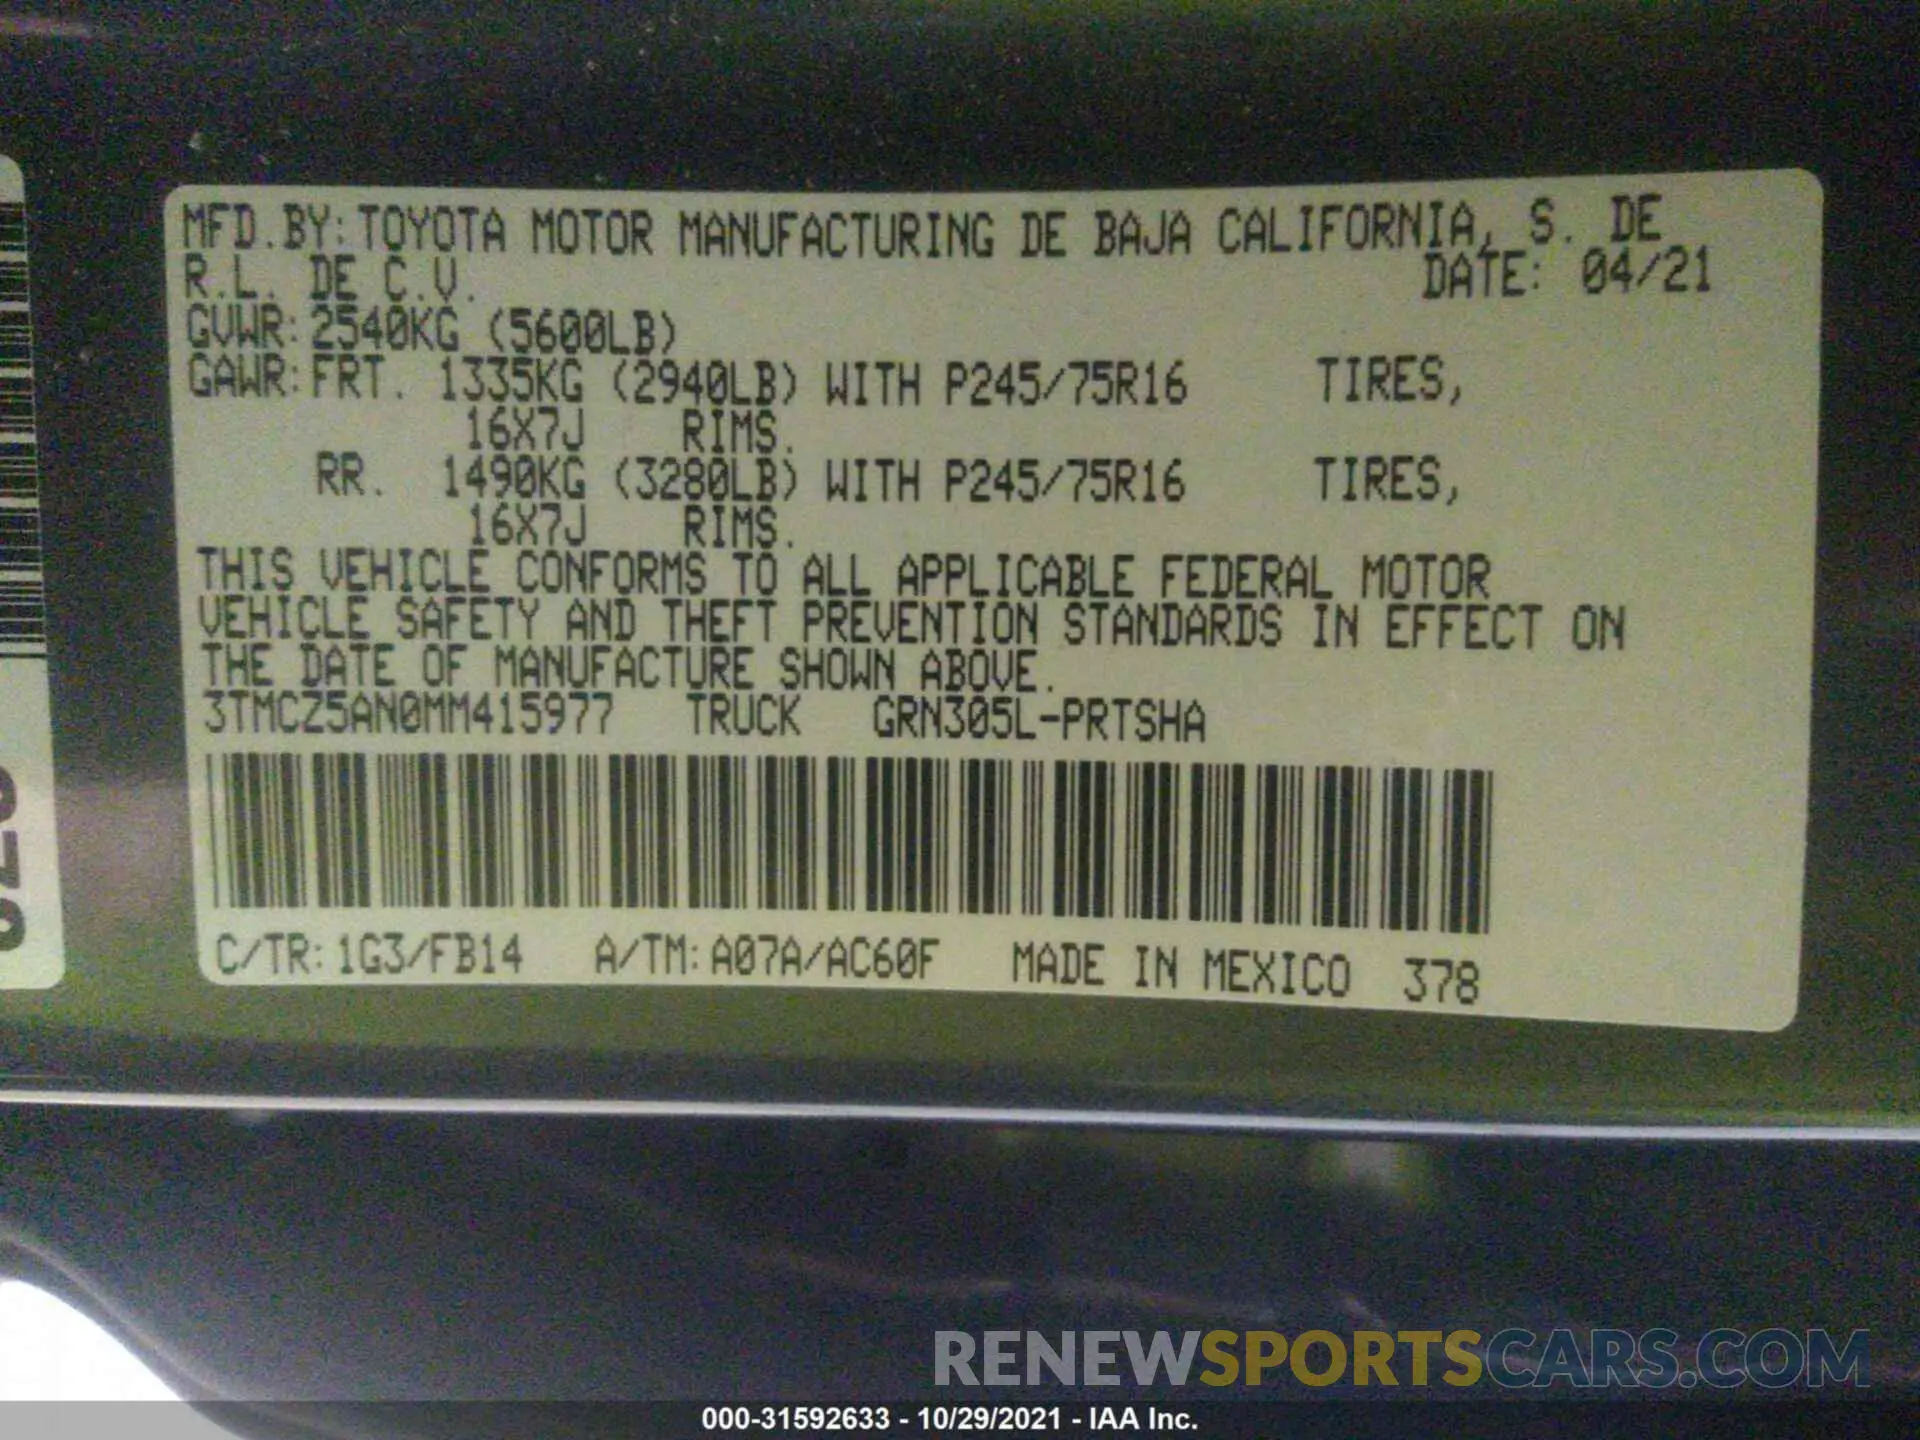 MFD.BY:TOYOTA MOTOR MANUFACTURING DE BAJA CALIFORNIA, S. DE
R.L. DE C.V. DATE: 04/21
GVWR:2540KG (5600LB)
GAWR:FRT. 1335KG (2940LB) WITH P245/75R16 TIRES,
16X7J RIMS.
RR. 1490KG (3280LB) WITH P245/75R16 TIRES,
16X7J RIMS.
THIS VEHICLE CONFORMS TO ALL APPLICABLE FEDERAL MOTOR
VEHICLE SAFETY AND THEFT PREVENTION STANDARDS IN EFFECT ON
THE DATE OF MANUFACTURE SHOWN ABOVE.
3TMCZ5AN0MM415977 TRUCK GRN305L-PRTSHA
C/TR:1G3/FB14 A/TM:A07A/AC60F MADE IN MEXICO 378
RENEWSPORTSCARS.COM
000-31592633 - 10/29/2021 - IAA Inc.